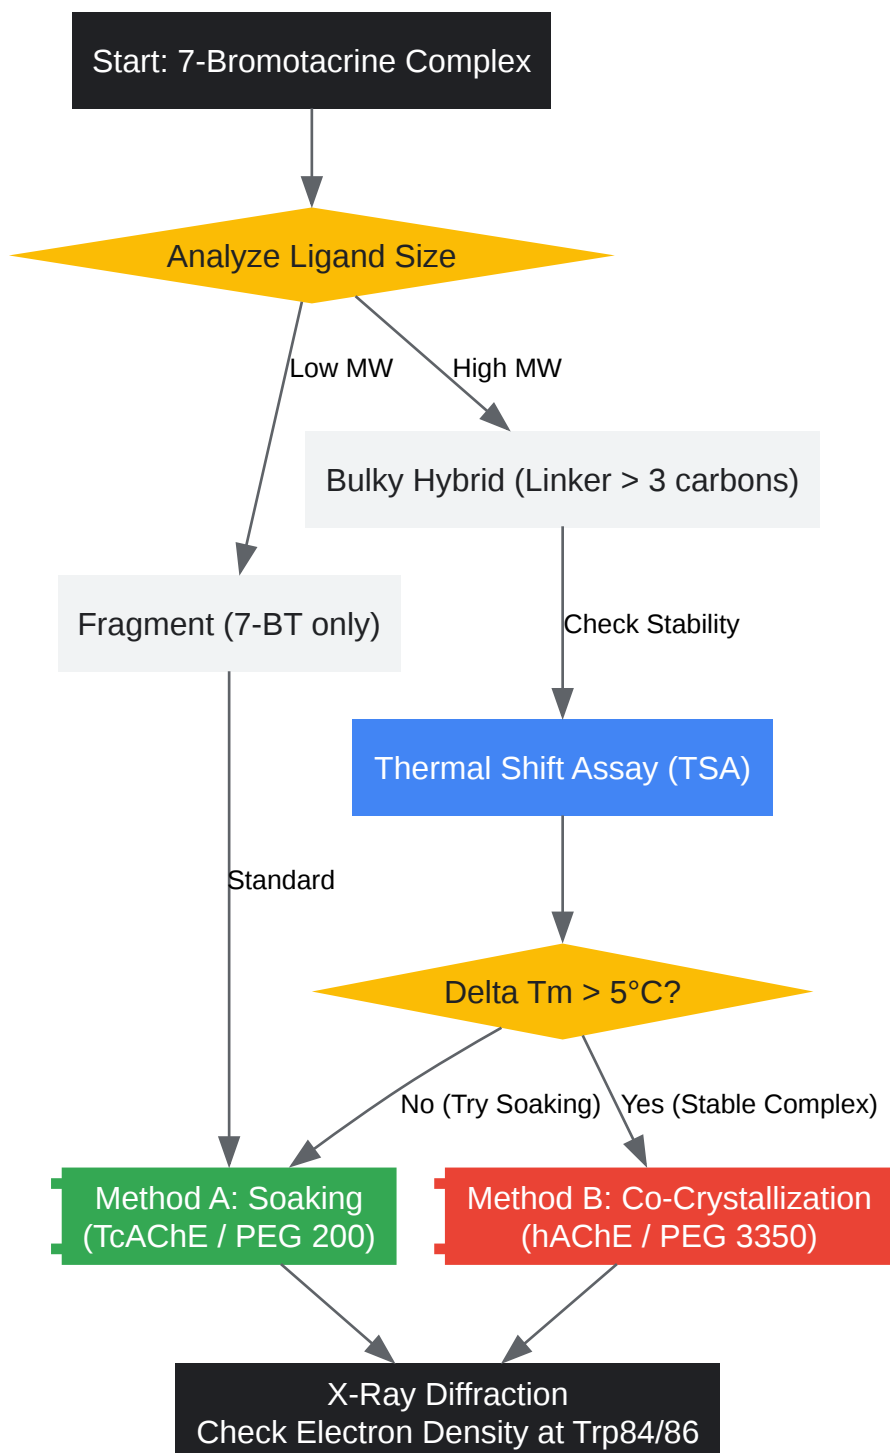 Start: 7-Bromotacrine Complex
Analyze Ligand Size
Low MW
High MW
Bulky Hybrid (Linker > 3 carbons)
Fragment (7-BT only)
Check Stability
Thermal Shift Assay (TSA)
Standard
Delta Tm > 5°C?
No (Try Soaking)
Yes (Stable Complex)
Method A: Soaking
(TcAChE / PEG 200)
Method B: Co-Crystallization
(hAChE / PEG 3350)
X-Ray Diffraction
Check Electron Density at Trp84/86